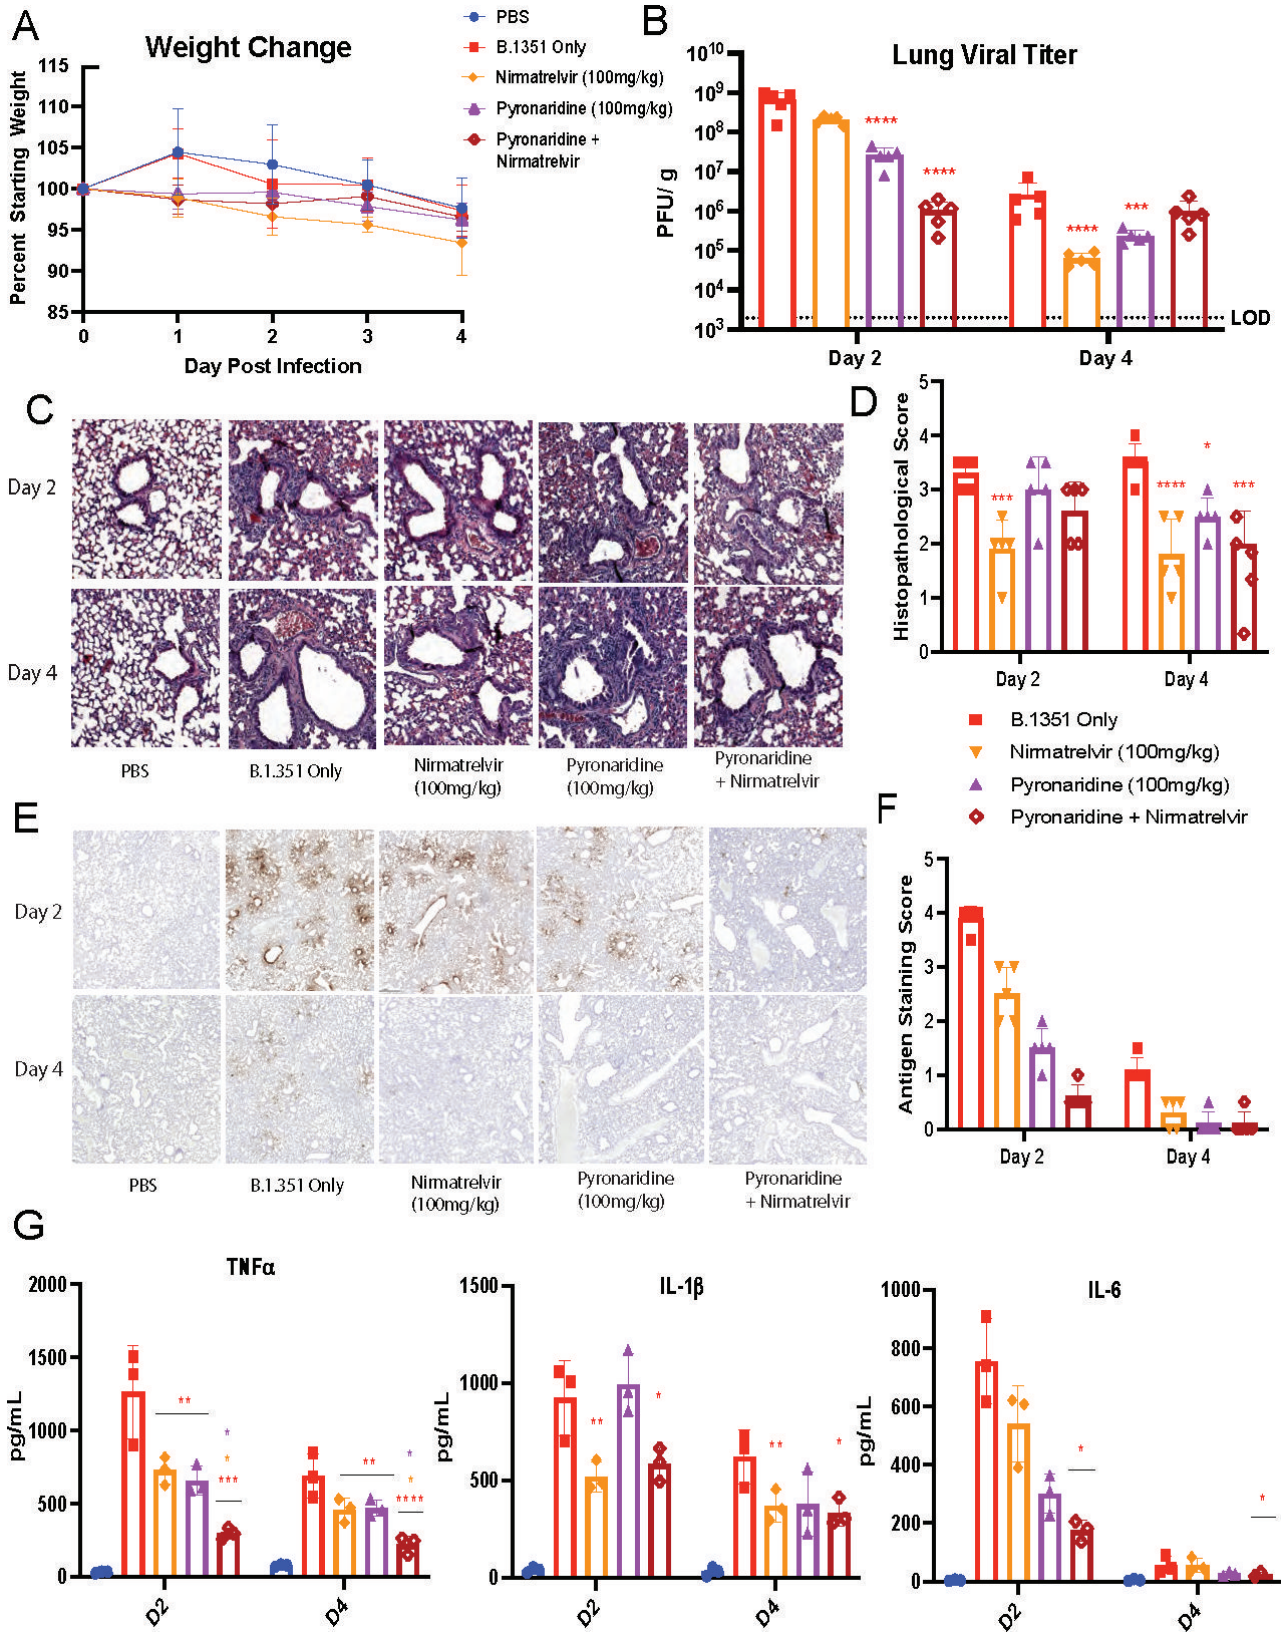 A
Weight Change
Percent Starting Weight
115
110
105
100
95
90
85
0 1 2 3 4
Day Post Infection
PBS
B.1351 Only
Nirmatrelvir (100mg/kg)
Pyronaridine (100mg/kg)
Pyronaridine +
Nirmatrelvir
B
Lung Viral Titer
PFU/ g
10^10
10^9
10^8
10^7
10^6
10^5
10^4
10^3
****
****
****
***
LOD
Day 2
Day 4
C
Day 2
Day 4
PBS
B.1.351 Only
Nirmatrelvir
(100mg/kg)
Pyronaridine
(100mg/kg)
Pyronaridine
+ Nirmatrelvir
D
Histopathological Score
5
4
3
2
1
0
***
****
*
***
Day 2
Day 4
B.1351 Only
Nirmatrelvir (100mg/kg)
Pyronaridine (100mg/kg)
Pyronaridine + Nirmatrelvir
E
Day 2
Day 4
PBS
B.1.351 Only
Nirmatrelvir
(100mg/kg)
Pyronaridine
(100mg/kg)
Pyronaridine
+ Nirmatrelvir
F
Antigen Staining Score
5
4
3
2
1
0
Day 2
Day 4
G
TNFα
pg/mL
2000
1500
1000
500
0
**
*
*
***
**
*
*
****
D2
D4
IL-1β
pg/mL
1500
1000
500
0
**
*
**
*
D2
D4
IL-6
pg/mL
1000
800
600
400
200
0
*
*
D2
D4